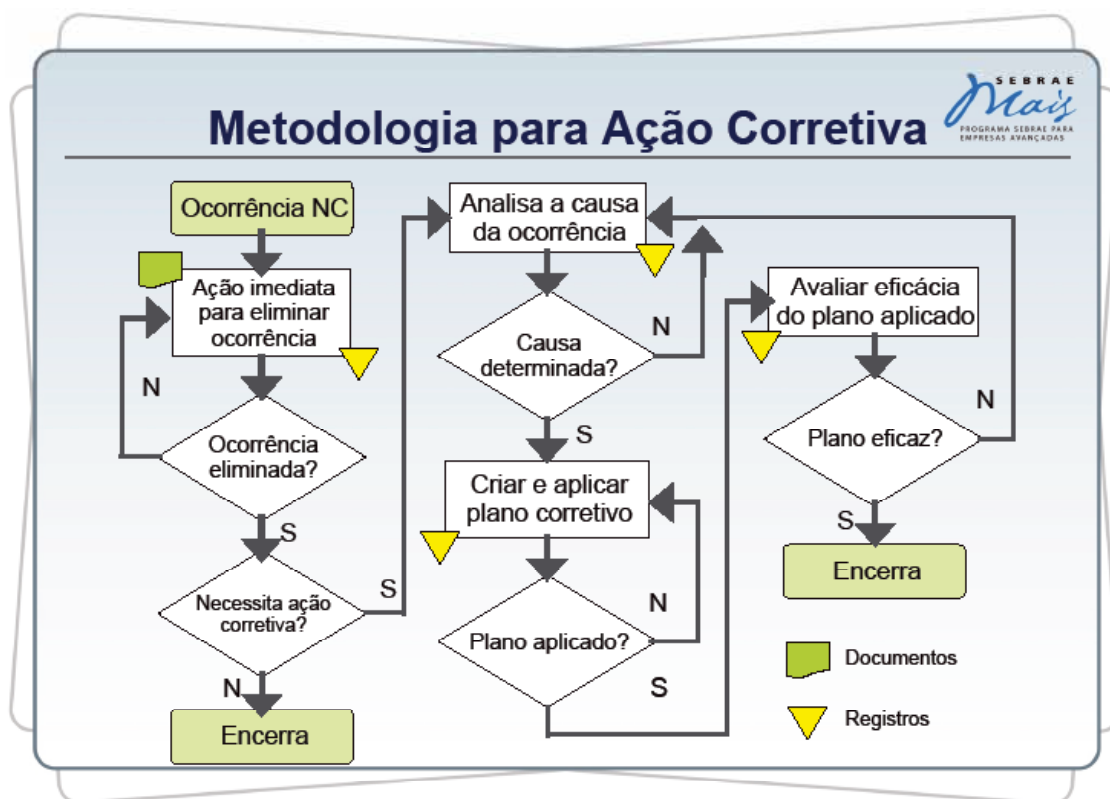 SEBRAE
Mais
PROGRAMA SEBRAE PARA
EMPRESAS AVANÇADAS
Metodologia para Ação Corretiva
Ocorrência NC
Ação imediata
para eliminar
ocorrência
N
Ocorrência
eliminada?
S
Necessita ação
corretiva?
S
N
Encerra
Analisa a causa
da ocorrência
N
Causa
determinada?
S
Criar e aplicar
plano corretivo
N
Plano aplicado?
S
Avaliar eficácia
do plano aplicado
N
Plano eficaz?
S
Encerra
Documentos
Registros